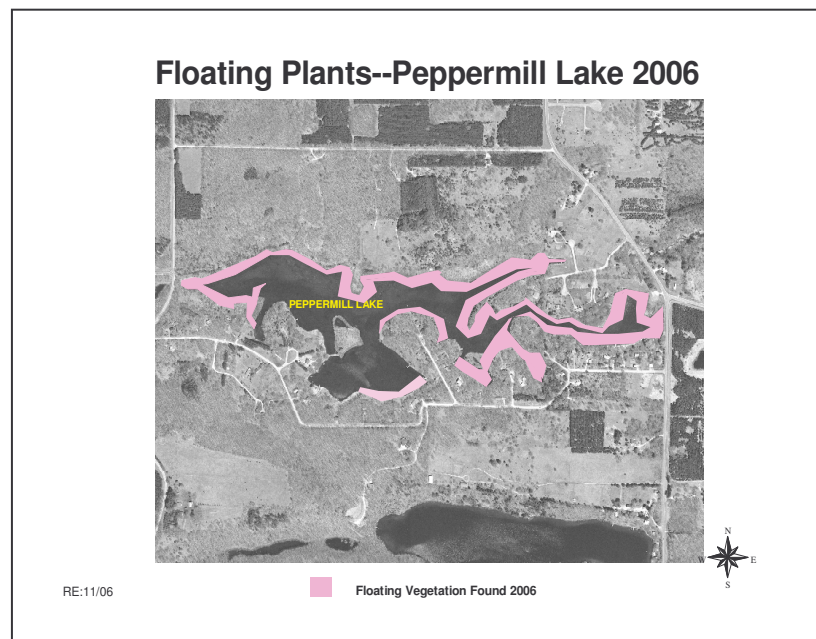 Floating Plants--Peppermill Lake 2006
PEPPERMILL LAKE
N
W E
S
RE:11/06
Floating Vegetation Found 2006